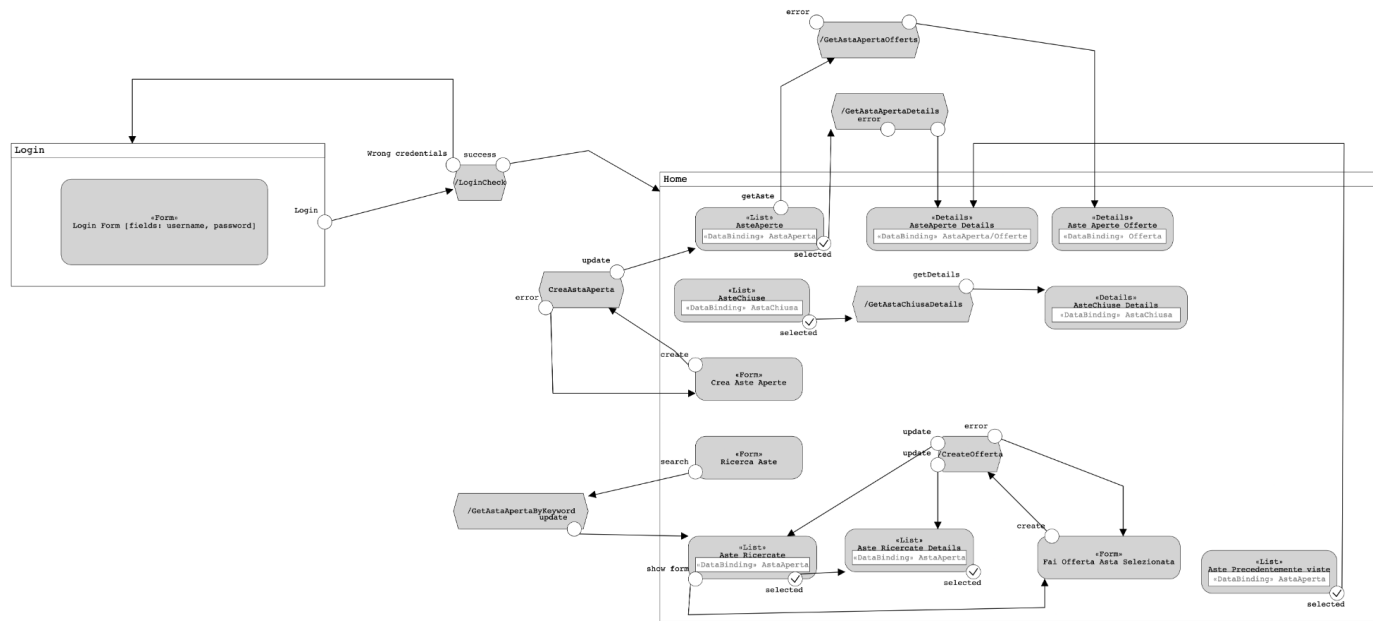 error
/GetAstaApertaOfferts
/GetAstaApertaDetails
error
Login
Wrong credentials
success
/LoginCheck
Home
«Form»
Login Form [fields: username, password]
Login
getAste
«List»
AsteAperte
«DataBinding» AstaAperta
selected
«Details»
AsteAperte Details
«DataBinding» AstaAperta/Offerte
«Details»
Aste Aperte Offerte
«DataBinding» Offerta
update
CreaAstaAperta
error
«List»
AsteChiuse
«DataBinding» AstaChiusa
selected
getDetails
/GetAstaChiusaDetails
«Details»
AsteChiuse Details
«DataBinding» AstaChiusa
create
«Form»
Crea Aste Aperte
search
«Form»
Ricerca Aste
update
error
update
/CreateOfferta
/GetAstaApertaByKeyword
update
«List»
Aste Ricercate
«DataBinding» AstaAperta
show form
selected
«List»
Aste Ricercate Details
«DataBinding» AstaAperta
selected
create
«Form»
Fai Offerta Asta Selezionata
«List»
Aste Precedentemente viste
«DataBinding» AstaAperta
selected